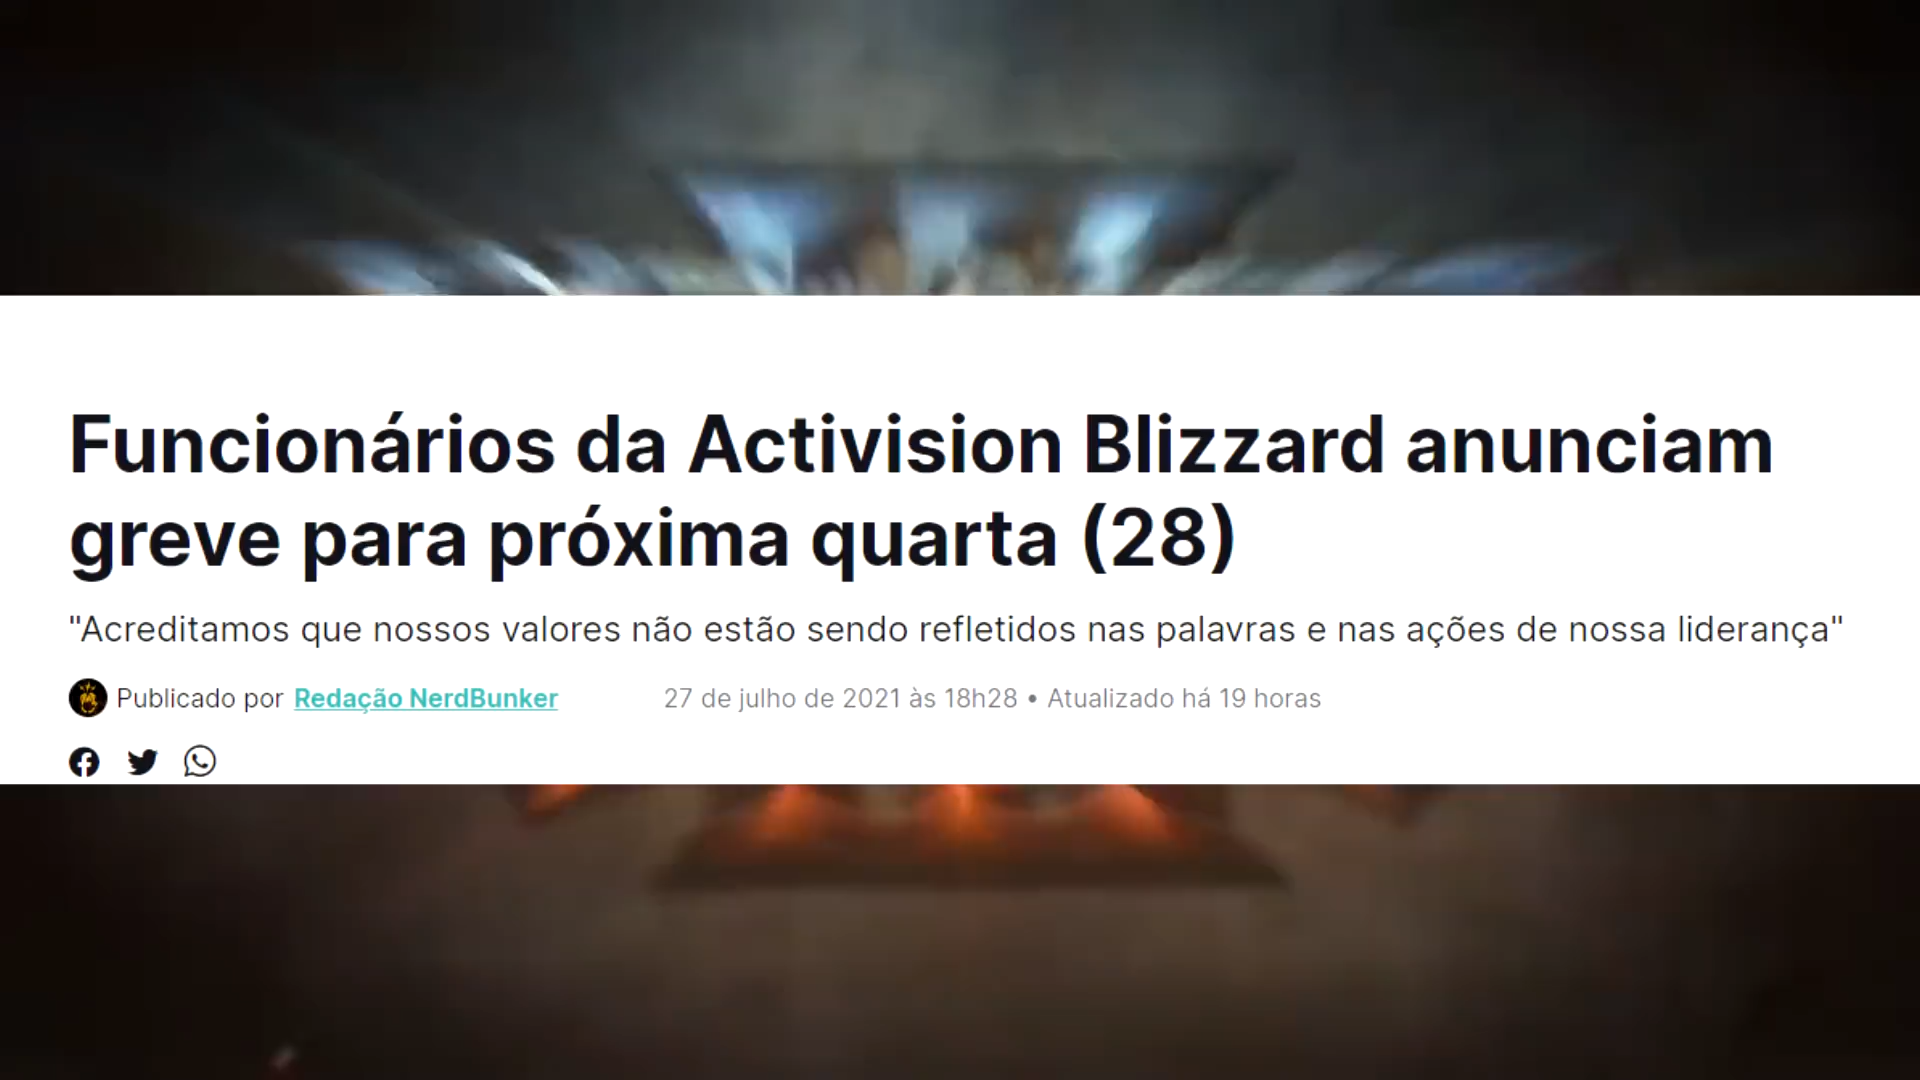 Funcionários da Activision Blizzard anunciam
greve para próxima quarta (28)
"Acreditamos que nossos valores não estão sendo refletidos nas palavras e nas ações de nossa liderança"
Publicado por Redação NerdBunker 27 de julho de 2021 às 18h28 • Atualizado há 19 horas